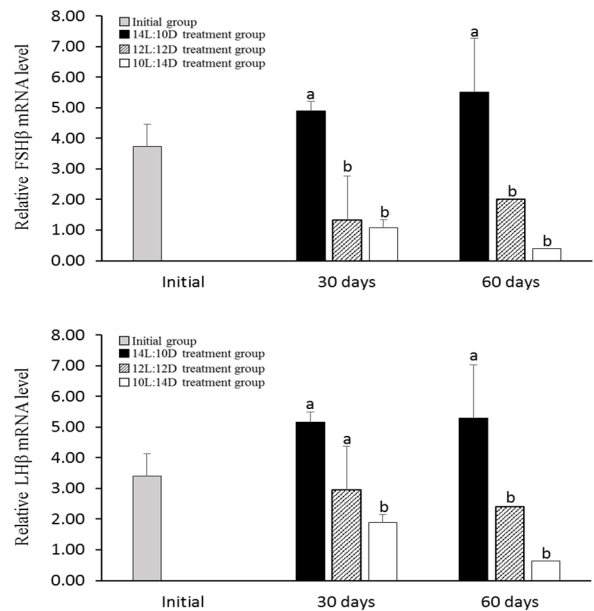 8.00
7.00
6.00
5.00
4.00
3.00
2.00
1.00
0.00
Relative FSHβ mRNA level
Initial group
14L:10D treatment group
12L:12D treatment group
10L:14D treatment group
a
b
b
a
b
b
Initial 30 days 60 days
8.00
7.00
6.00
5.00
4.00
3.00
2.00
1.00
0.00
Relative LHβ mRNA level
Initial group
14L:10D treatment group
12L:12D treatment group
10L:14D treatment group
a
a
b
a
b
b
Initial 30 days 60 days